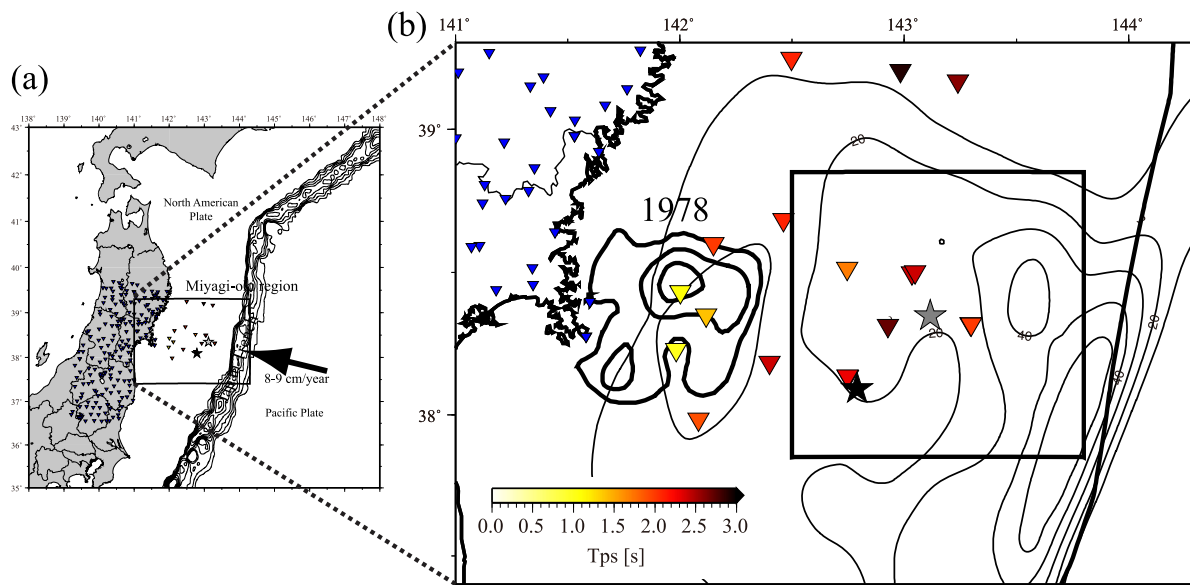 (a)
138˚ 139˚ 140˚ 141˚ 142˚ 143˚ 144˚ 145˚ 146˚ 147˚ 148˚
43˚
42˚
41˚
40˚
39˚
38˚
37˚
36˚
35˚
North American
Plate
Miyagi-oki region
8-9 cm/year
Pacific Plate
(b)
141˚ 142˚ 143˚ 144˚
39˚
38˚
1978
20
20
40
40
20
40
0.0 0.5 1.0 1.5 2.0 2.5 3.0
Tps [s]